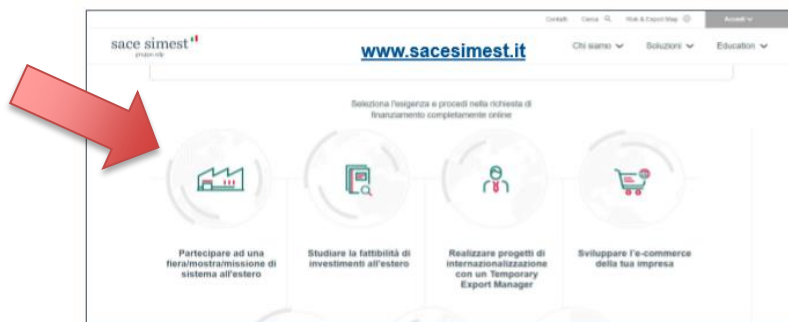 Contatti Cerca Risk & Export Map Accedi
sace simest
gruppo cdp
www.sacesimest.it
Chi siamo Soluzioni Education
Seleziona l'esigenza e procedi nella richiesta di
finanziamento completamente online
Partecipare ad una
fiera/mostra/missione di
sistema all'estero
Studiare la fattibilità di
investimenti all'estero
Realizzare progetti di
internazionalizzazione
con un Temporary
Export Manager
Sviluppare l'e-commerce
della tua impresa